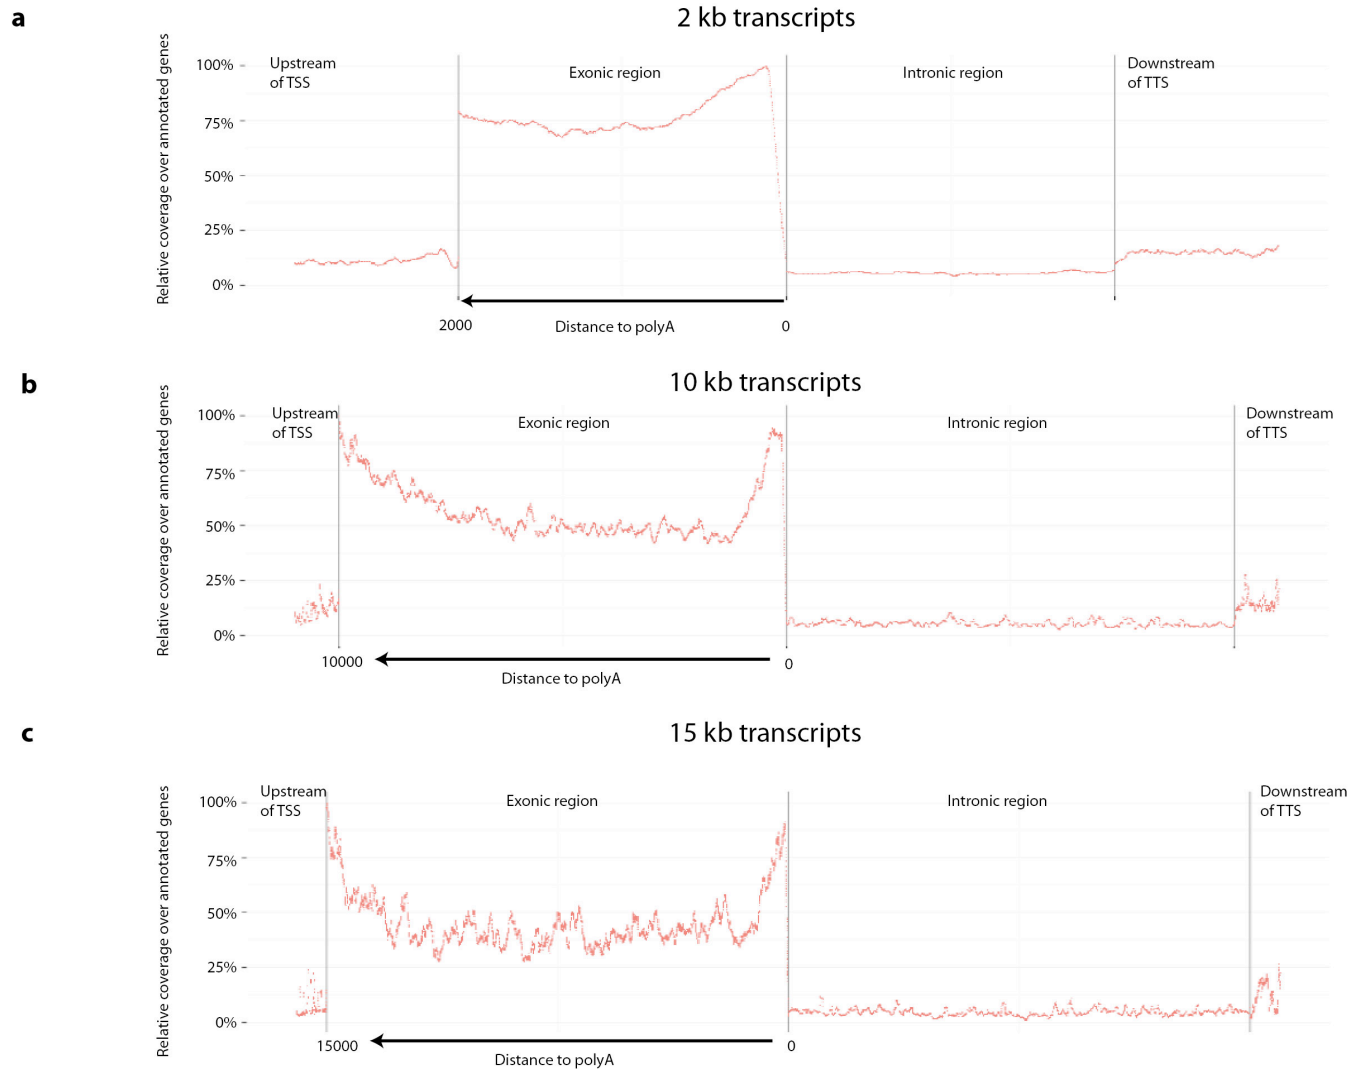 a
2 kb transcripts
Relative coverage over annotated genes
Upstream
of TSS
Exonic region
Intronic region
Downstream
of TTS
100%
75%
50%
25%
0%
2000
Distance to polyA
0
b
10 kb transcripts
Relative coverage over annotated genes
Upstream
of TSS
Exonic region
Intronic region
Downstream
of TTS
100%
75%
50%
25%
0%
10000
Distance to polyA
0
c
15 kb transcripts
Relative coverage over annotated genes
Upstream
of TSS
Exonic region
Intronic region
Downstream
of TTS
100%
75%
50%
25%
0%
15000
Distance to polyA
0